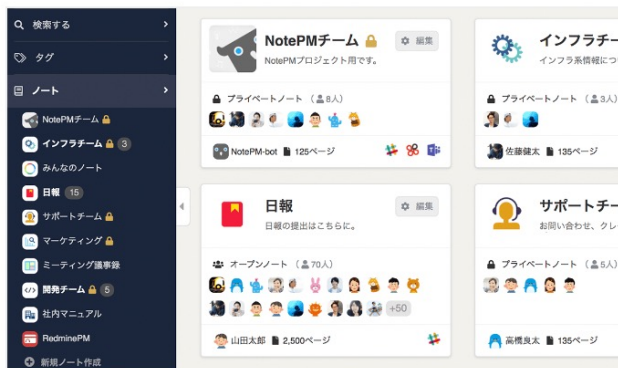 検索する
タグ
ノート
NotePMチーム
インフラチーム 3
みんなのノート
日報 15
サポートチーム
マーケティング
ミーティング議事録
開発チーム 5
社内マニュアル
RedminePM
新規ノート作成
NotePMチーム 編集
NotePMプロジェクト用です。
プライベートノート (8人)
NotePM-bot 125ページ
インフラチー
インフラ系情報につい
プライベートノート (3人)
佐藤健太 135ページ
日報 編集
日報の提出はこちらに。
オープンノート (70人)
+50
山田太郎 2,500ページ
サポートチー
お問い合わせ、クレ
プライベートノート (5人)
高橋良太 135ページ